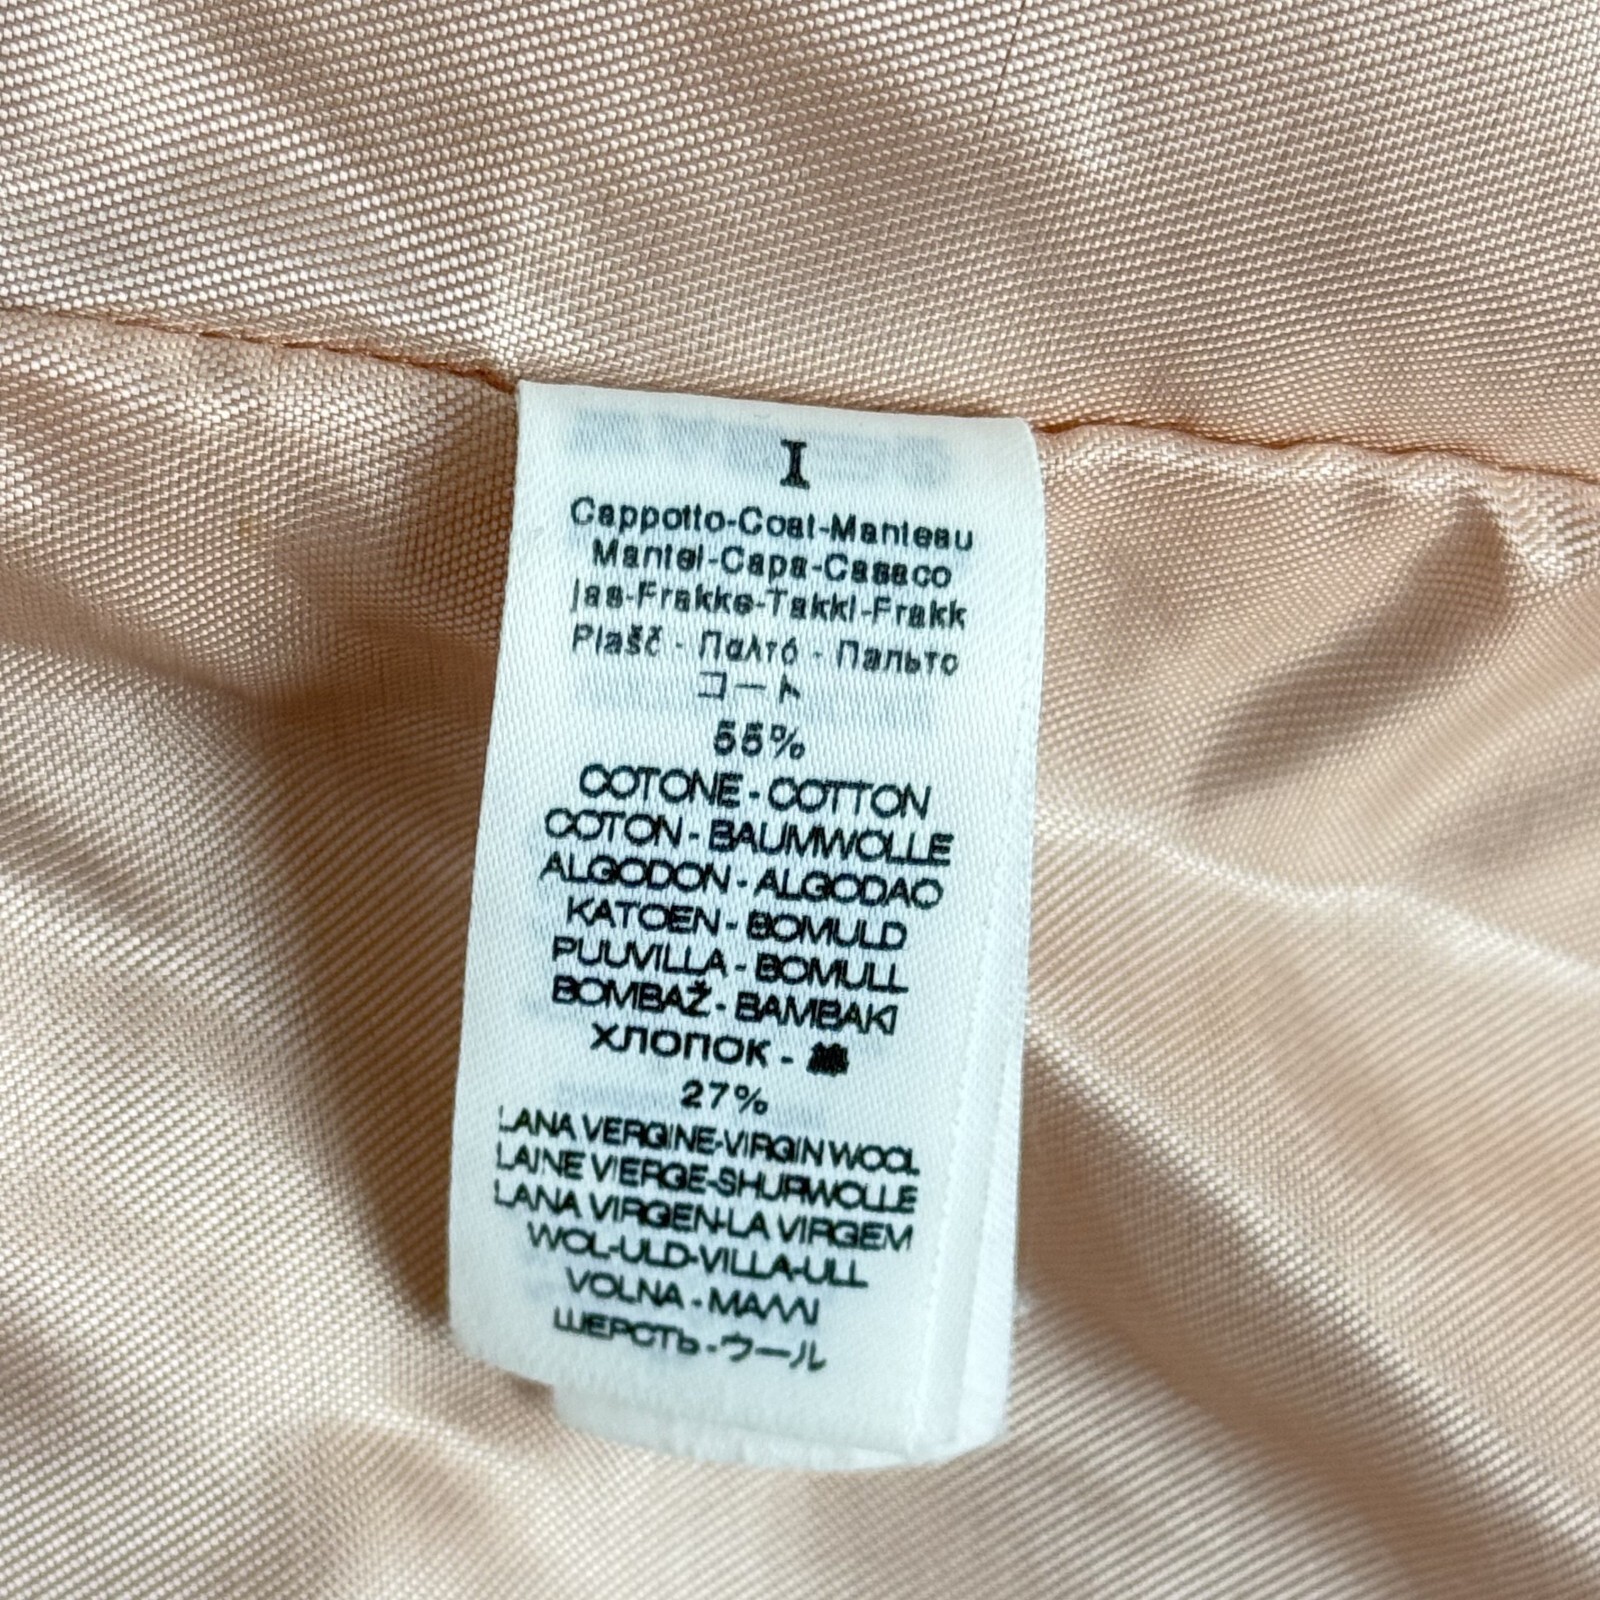 I
Cappotto-Coat-Manteau
Mantel-Capa-Casaco
Jas-Frakke-Takki-Frakk
Plašč - Παλτό - Пальто
コート
55%
COTONE - COTTON
COTON - BAUMWOLLE
ALGODON - ALGODAO
KATOEN - BOMULD
PUUVILLA - BOMULL
BOMBAŽ - BAMBAKI
ХЛОПОК - 綿
27%
LANA VERGINE-VIRGIN WOOL
LAINE VIERGE-SHURWOLLE
LANA VIRGEN-LA VIRGEM
WOL-ULD-VILLA-ULL
VOLNA - ΜΑΛΛΙ
ШЕРСТЬ - ウール